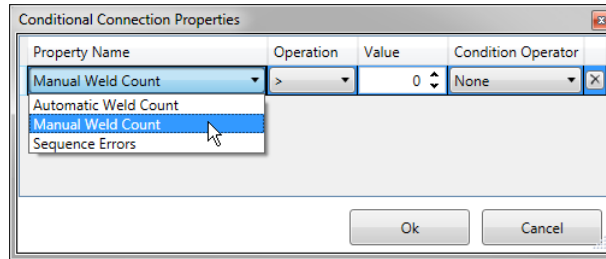 Conditional Connection Properties
Property Name Operation Value Condition Operator
Manual Weld Count > 0 None
Automatic Weld Count
Manual Weld Count
Sequence Errors
Ok Cancel